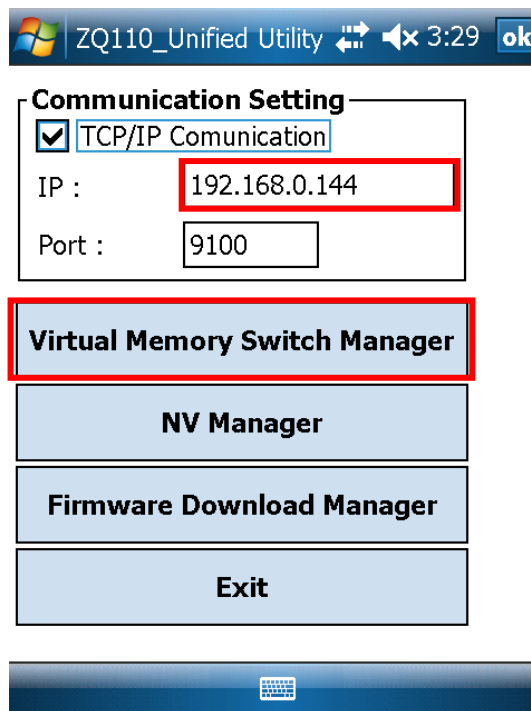 ZQ110_Unified Utility 3:29 ok
Communication Setting
TCP/IP Comunication
IP : 192.168.0.144
Port : 9100
Virtual Memory Switch Manager
NV Manager
Firmware Download Manager
Exit